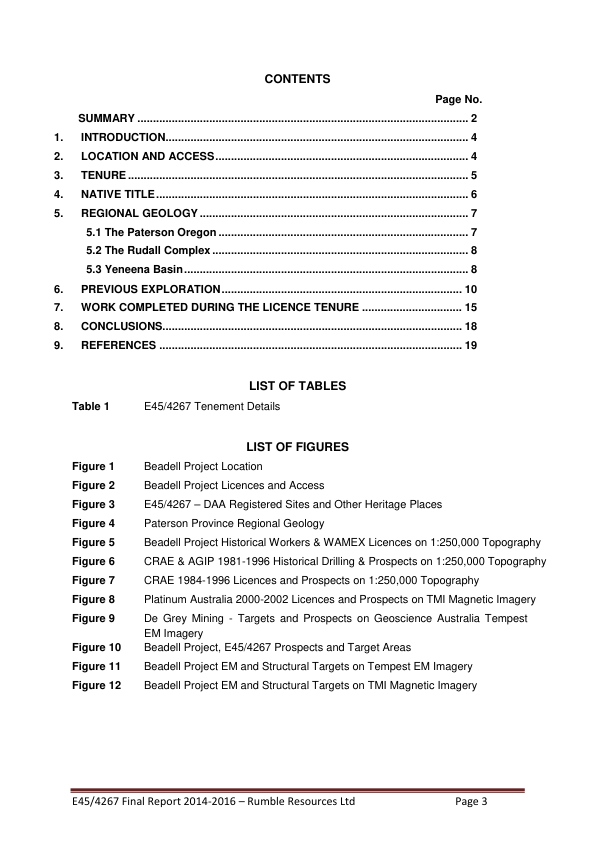 CONTENTS
Page No.
SUMMARY .................................................................................................... 2
1. INTRODUCTION............................................................................................ 4
2. LOCATION AND ACCESS............................................................................. 4
3. TENURE ....................................................................................................... 5
4. NATIVE TITLE............................................................................................... 6
5. REGIONAL GEOLOGY .................................................................................. 7
5.1 The Paterson Oregon ............................................................................ 7
5.2 The Rudall Complex .............................................................................. 8
5.3 Yeneena Basin...................................................................................... 8
6. PREVIOUS EXPLORATION.......................................................................... 10
7. WORK COMPLETED DURING THE LICENCE TENURE .............................. 15
8. CONCLUSIONS........................................................................................... 18
9. REFERENCES ............................................................................................ 19
LIST OF TABLES
Table 1 E45/4267 Tenement Details
LIST OF FIGURES
Figure 1 Beadell Project Location
Figure 2 Beadell Project Licences and Access
Figure 3 E45/4267 – DAA Registered Sites and Other Heritage Places
Figure 4 Paterson Province Regional Geology
Figure 5 Beadell Project Historical Workers & WAMEX Licences on 1:250,000 Topography
Figure 6 CRAE & AGIP 1981-1996 Historical Drilling & Prospects on 1:250,000 Topography
Figure 7 CRAE 1984-1996 Licences and Prospects on 1:250,000 Topography
Figure 8 Platinum Australia 2000-2002 Licences and Prospects on TMI Magnetic Imagery
Figure 9 De Grey Mining - Targets and Prospects on Geoscience Australia Tempest
EM Imagery
Figure 10 Beadell Project, E45/4267 Prospects and Target Areas
Figure 11 Beadell Project EM and Structural Targets on Tempest EM Imagery
Figure 12 Beadell Project EM and Structural Targets on TMI Magnetic Imagery
E45/4267 Final Report 2014-2016 – Rumble Resources Ltd Page 3